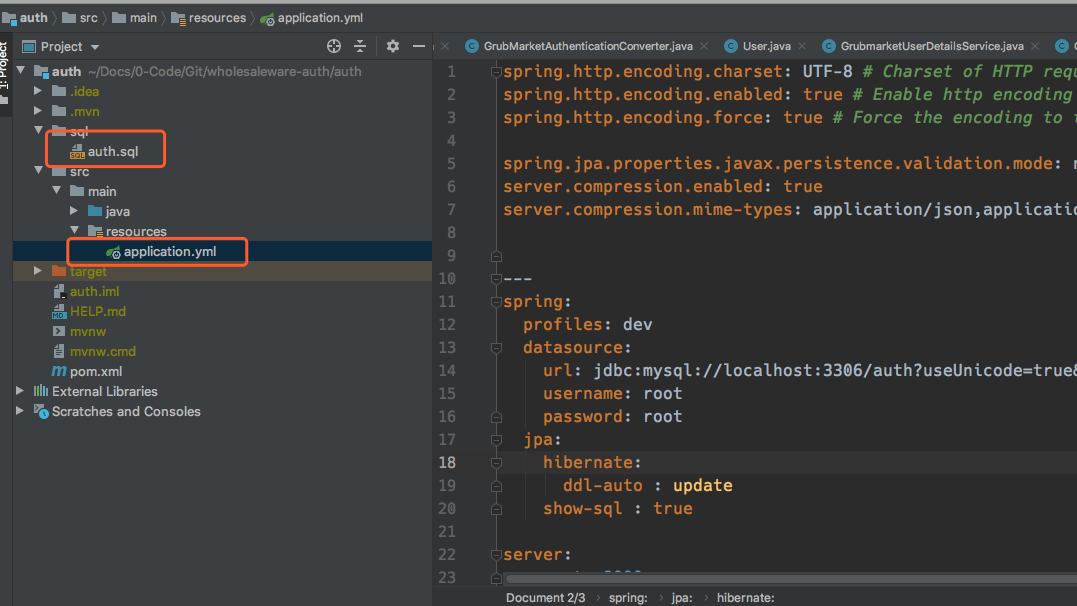 auth src main resources application.yml
1: Project
Project
GrubMarketAuthenticationConverter.java User.java GrubmarketUserDetailsService.java
auth ~/Docs/0-Code/Git/wholesaleware-auth/auth
.idea
.mvn
sql
auth.sql
src
main
java
resources
application.yml
target
auth.iml
HELP.md
mvnw
mvnw.cmd
pom.xml
External Libraries
Scratches and Consoles
1 spring.http.encoding.charset: UTF-8 # Charset of HTTP requ
2 spring.http.encoding.enabled: true # Enable http encoding
3 spring.http.encoding.force: true # Force the encoding to
4
5 spring.jpa.properties.javax.persistence.validation.mode:
6 server.compression.enabled: true
7 server.compression.mime-types: application/json,applicatio
8
9
10 ---
11 spring:
12 profiles: dev
13 datasource:
14 url: jdbc:mysql://localhost:3306/auth?useUnicode=true&
15 username: root
16 password: root
17 jpa:
18 hibernate:
19 ddl-auto : update
20 show-sql : true
21
22 server:
23
Document 2/3 spring: jpa: hibernate: